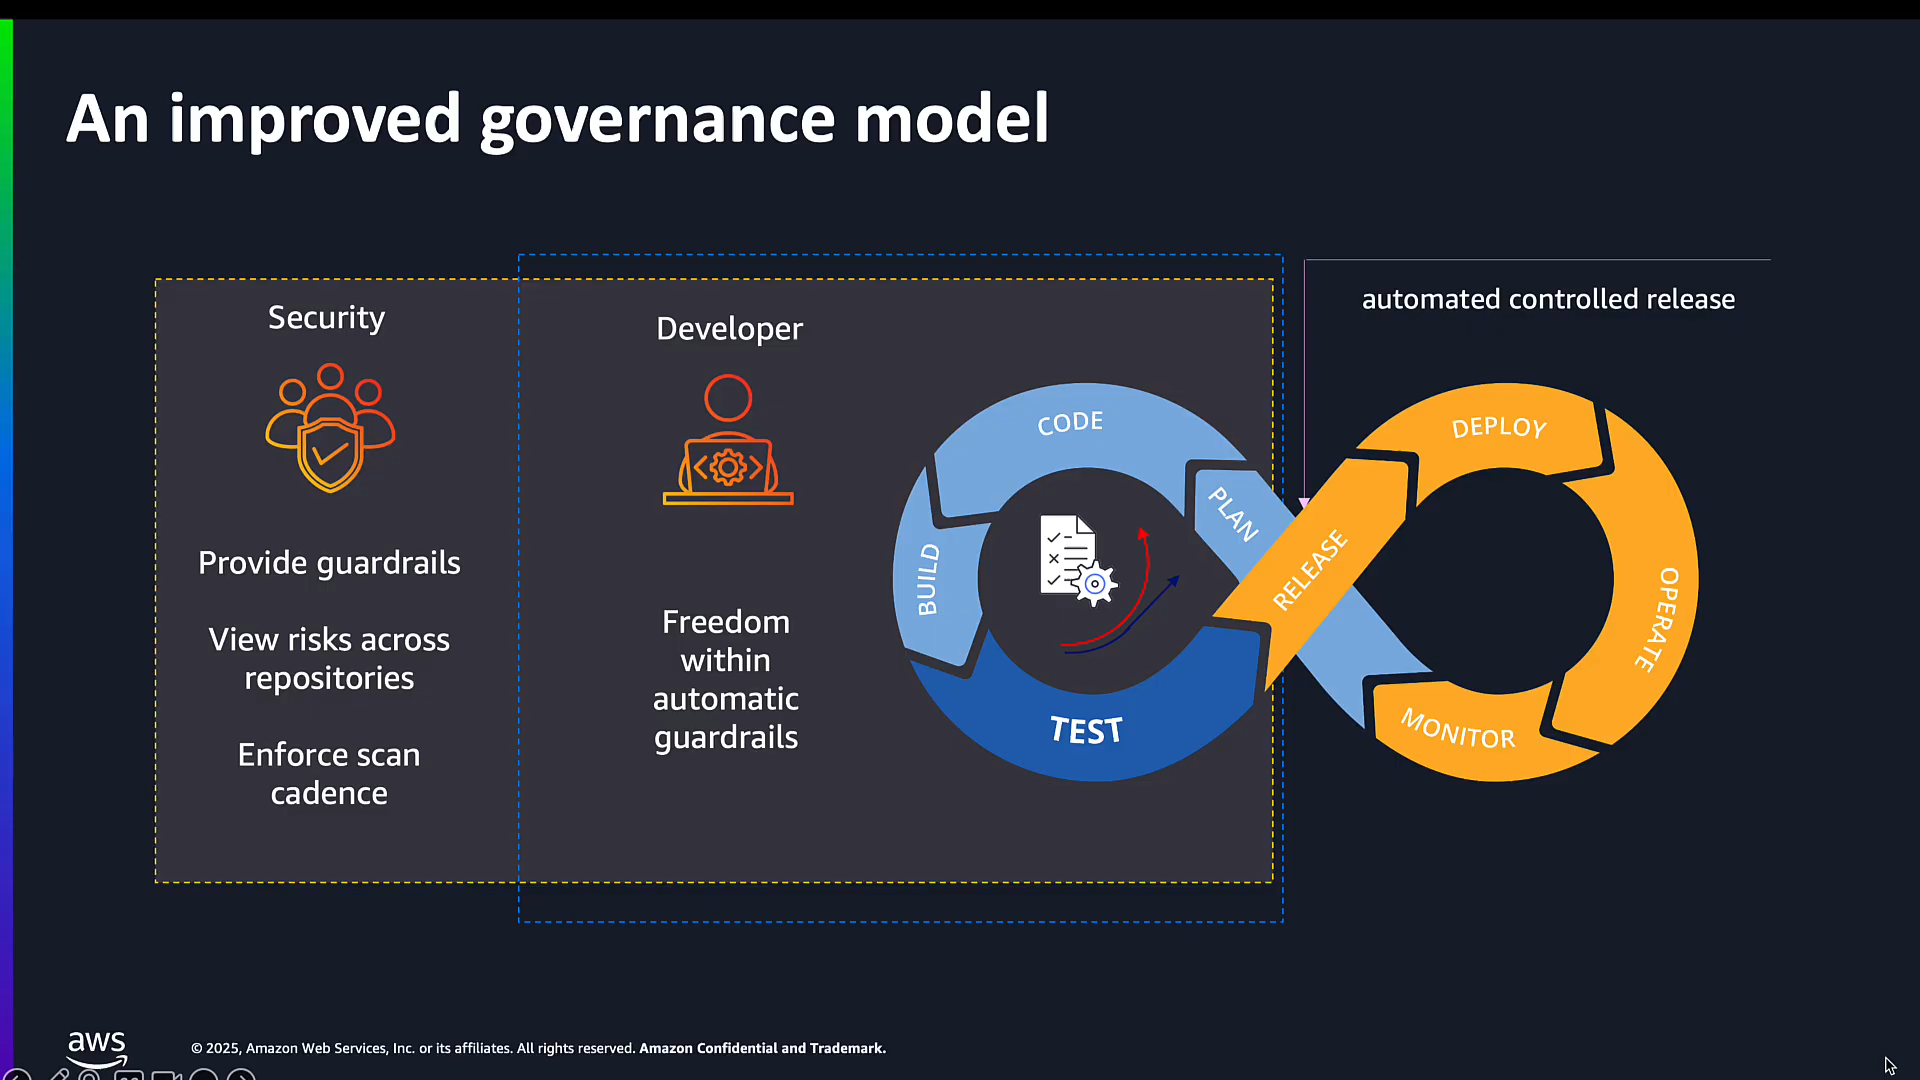 An improved governance model
Security
Provide guardrails
View risks across
repositories
Enforce scan
cadence
Developer
Freedom
within
automatic
guardrails
CODE
PLAN
BUILD
TEST
automated controlled release
RELEASE
DEPLOY
OPERATE
MONITOR
aws
© 2025, Amazon Web Services, Inc. or its affiliates. All rights reserved. Amazon Confidential and Trademark.